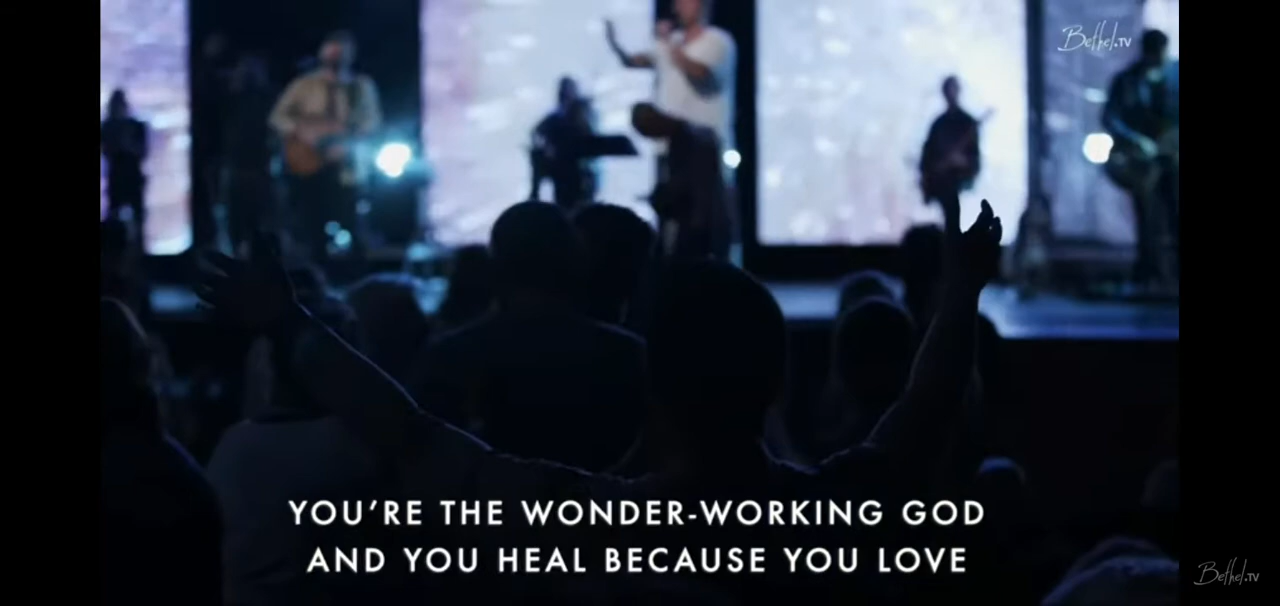 Bethel.TV
YOU'RE THE WONDER-WORKING GOD
AND YOU HEAL BECAUSE YOU LOVE
Bethel.TV